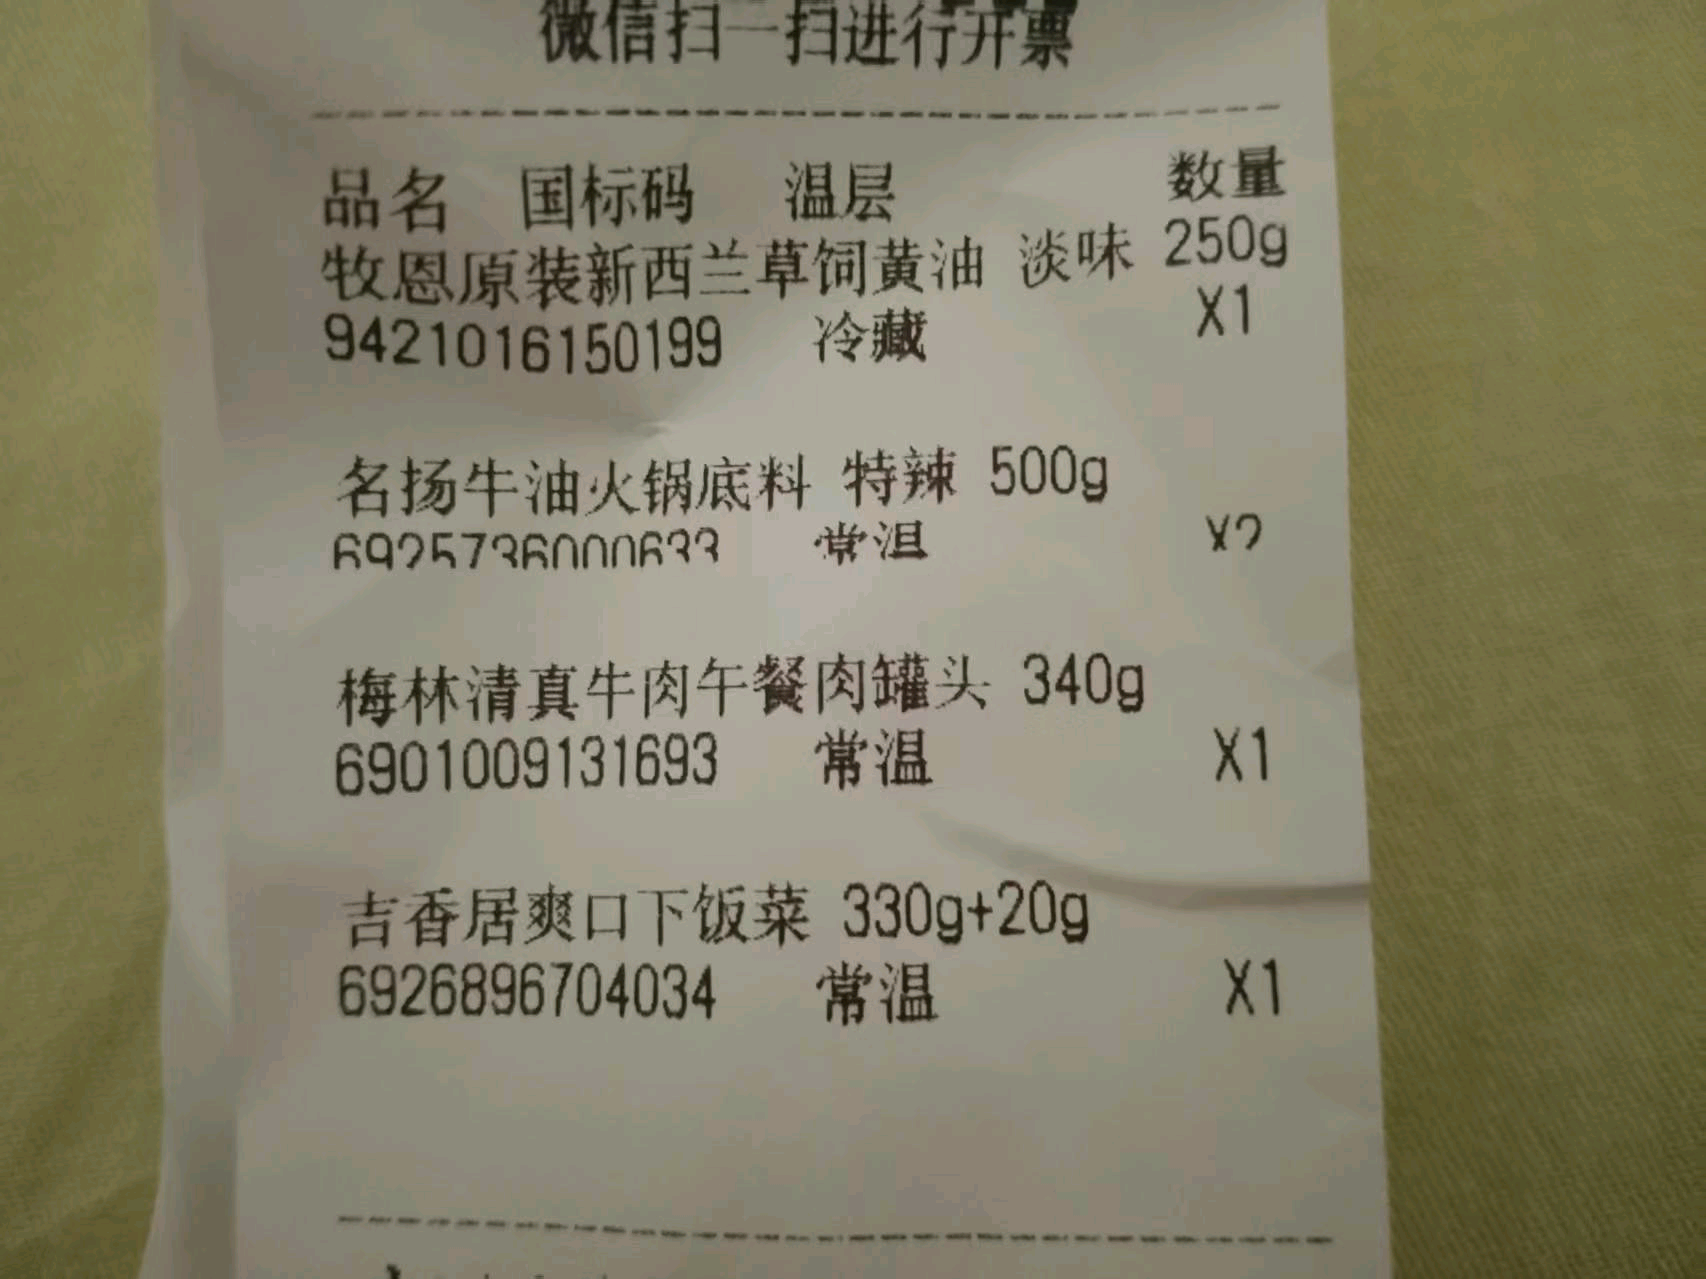 微信扫一扫进行开票
品名 国标码 温层 数量
牧恩原装新西兰草饲黄油 淡味 250g
9421016150199 冷藏 X1
名扬牛油火锅底料 特辣 500g
常温
梅林清真牛肉午餐肉罐头 340g
6901009131693 常温 X1
吉香居爽口下饭菜 330g+20g
6926896704034 常温 X1